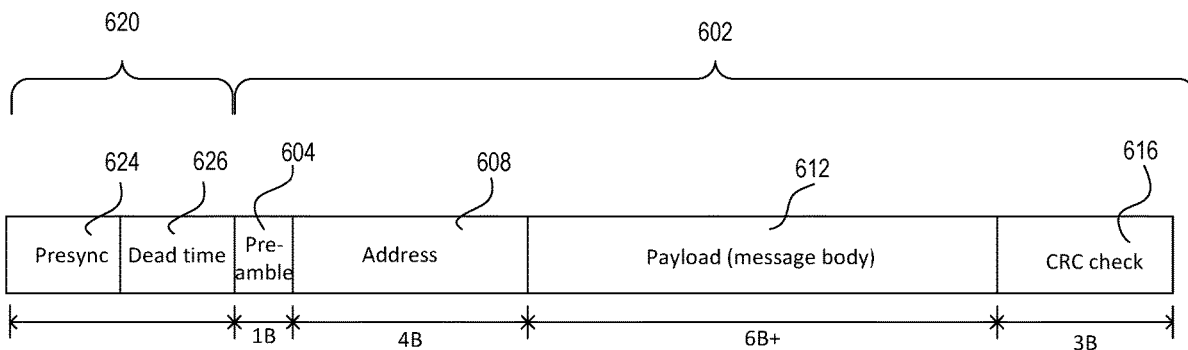 620
602
624
626
604
608
612
616
Presync
Dead time
Pre-
amble
Address
Payload (message body)
CRC check
1B
4B
6B+
3B